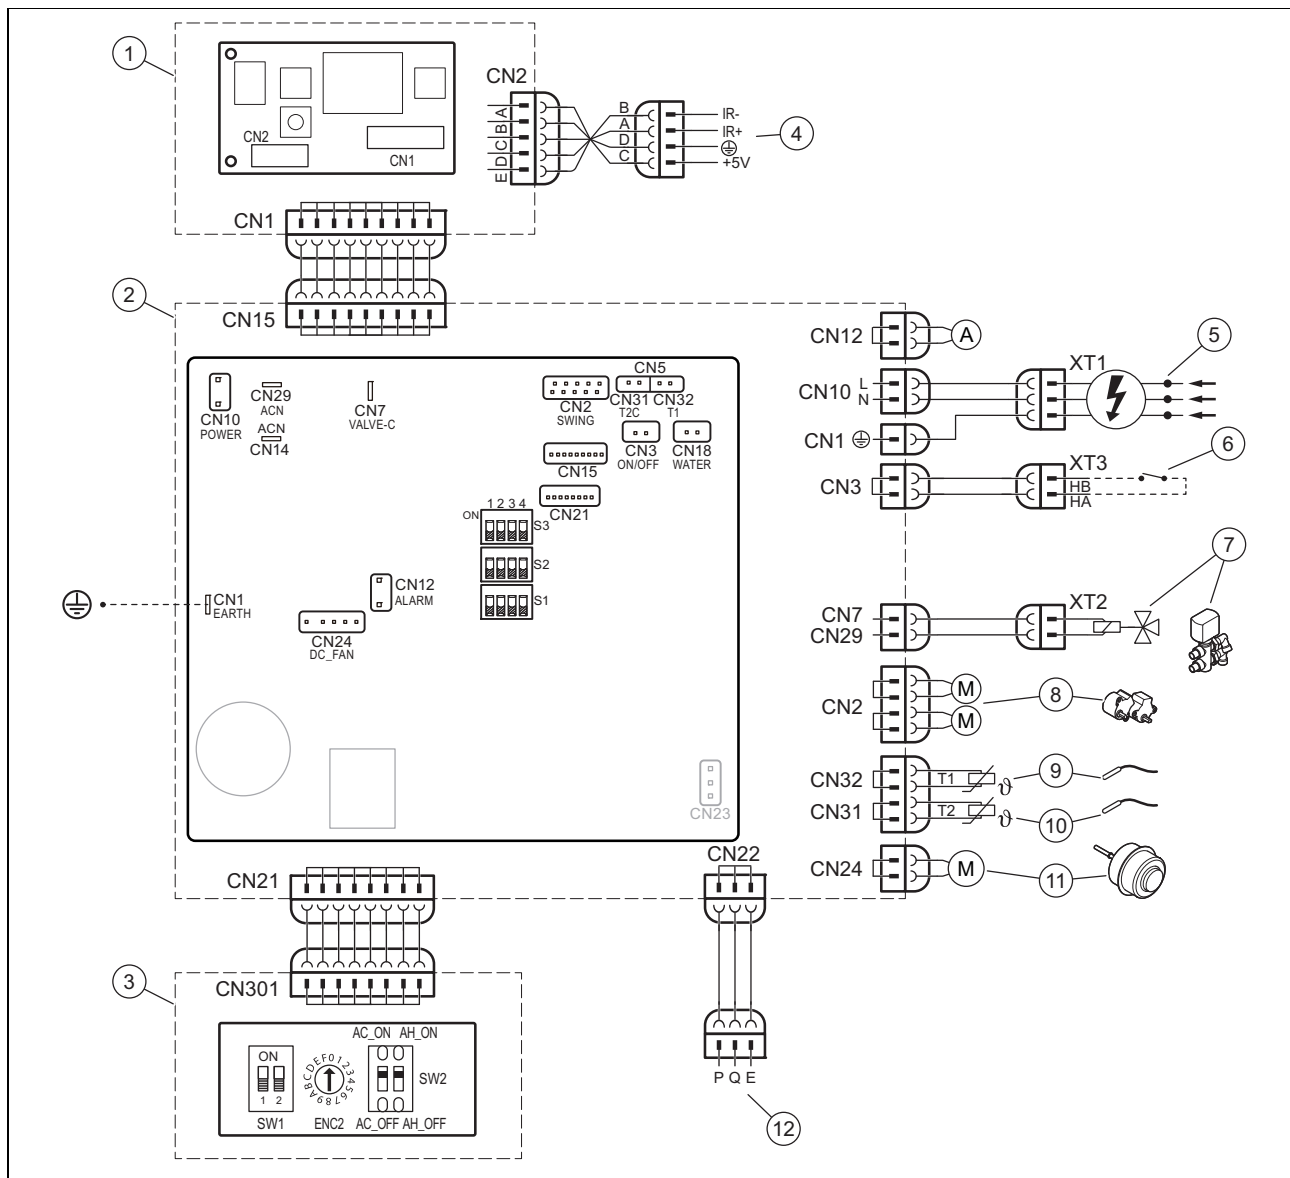 1
CN2
CN1
CN2
A
B
C
D
E
B
A
D
C
IR-
IR+
+5V
4
CN1
2
CN15
CN10
POWER
CN29
ACN
ACN
CN14
CN7
VALVE-C
CN5
CN2
SWING
CN31
T2C
CN32
T1
CN3
ON/OFF
CN18
WATER
CN15
CN21
1 2 3 4
ON
S3
S2
S1
CN1
EARTH
CN12
ALARM
CN24
DC_FAN
CN23
CN12
A
CN10
L
N
XT1
5
CN1
CN3
XT3
HB
HA
6
CN7
CN29
XT2
7
CN2
M
M
8
CN32
T1
ϑ
9
CN31
T2
ϑ
10
CN24
M
11
CN21
CN22
P Q E
12
3
CN301
ON
1 2
SW1
0123456789ABCDEF
ENC2
AC_ON AH_ON
SW2
AC_OFF AH_OFF